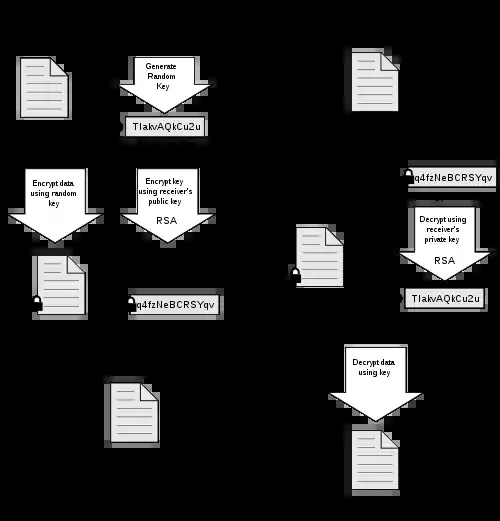 Generate
Random
Key
TIakvAQkCu2u
Encrypt data
using random
key
Encrypt key
using receiver's
public key
RSA
q4fzNeBCRSYqv
q4fzNeBCRSYqv
Decrypt using
receiver's
private key
RSA
TIakvAQkCu2u
Decrypt data
using key